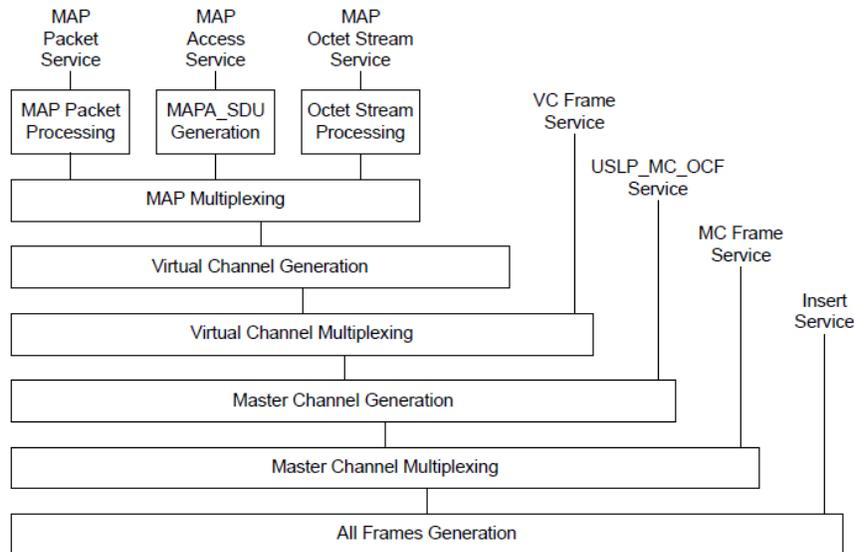 MAP
Packet
Service
MAP
Access
Service
MAP
Octet Stream
Service
MAP Packet
Processing
MAPA_SDU
Generation
Octet Stream
Processing
VC Frame
Service
USLP_MC_OCF
Service
MC Frame
Service
Insert
Service
MAP Multiplexing
Virtual Channel Generation
Virtual Channel Multiplexing
Master Channel Generation
Master Channel Multiplexing
All Frames Generation